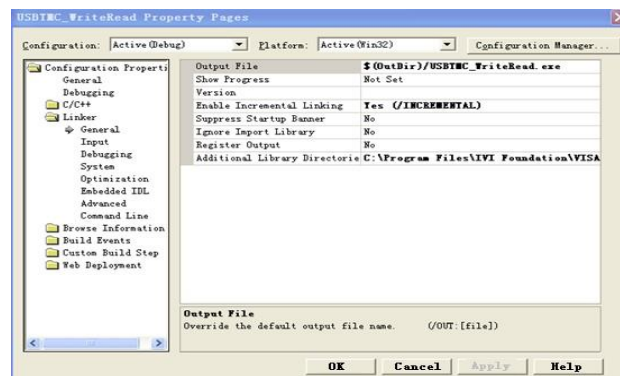 USBTMC_WriteRead Property Pages
Configuration: Active(Debug) Platform: Active(Win32) Configuration Manager...
Configuration Properti
General
Debugging
C/C++
Linker
General
Input
Debugging
System
Optimization
Embedded IDL
Advanced
Command Line
Browse Information
Build Events
Custom Build Step
Web Deployment
Output File $(OutDir)/USBTMC_WriteRead.exe
Show Progress Not Set
Version
Enable Incremental Linking Yes (/INCREMENTAL)
Suppress Startup Banner No
Ignore Import Library No
Register Output No
Additional Library Directorie C:\Program Files\IVI Foundation\VISA
Output File
Override the default output file name. (/OUT:[file])
OK Cancel Apply Help